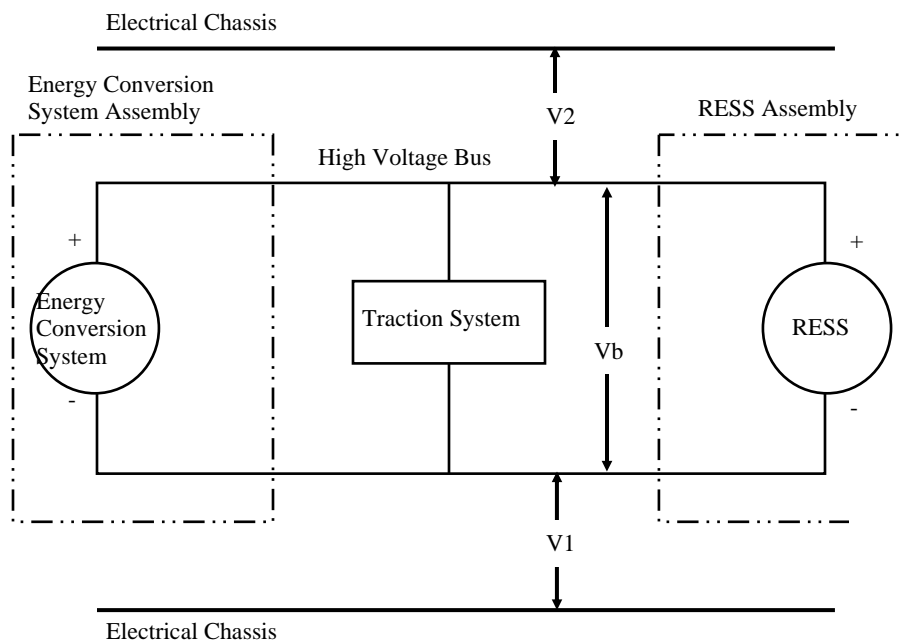 Electrical Chassis
Energy Conversion
System Assembly
V2
RESS Assembly
High Voltage Bus
+
+
Energy
Conversion
System
Traction System
Vb
RESS
-
-
V1
Electrical Chassis